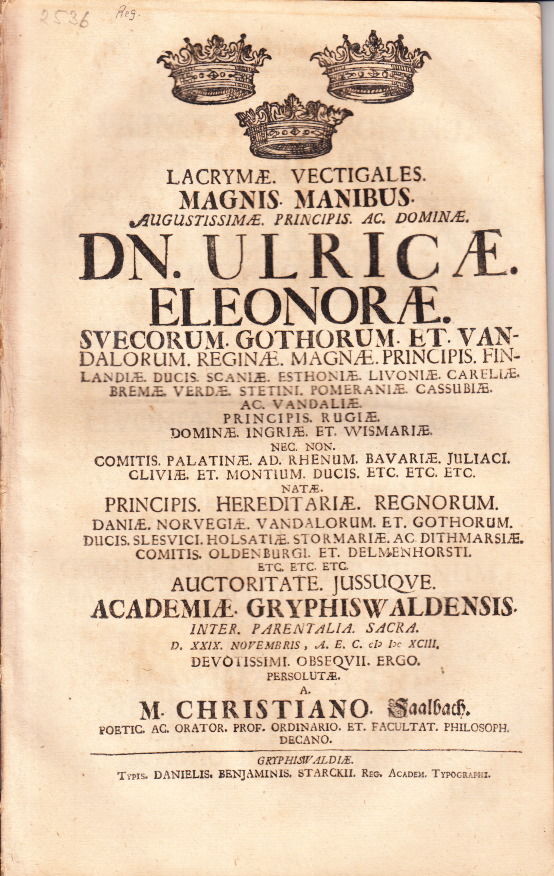 2536 Reg.
LACRYMÆ. VECTIGALES.
MAGNIS. MANIBUS.
AUGUSTISSIMÆ. PRINCIPIS. AC. DOMINÆ.
DN. ULRICÆ.
ELEONORÆ.
SVECORUM. GOTHORUM. ET. VAN-
DALORUM. REGINÆ. MAGNÆ. PRINCIPIS. FIN-
LANDIÆ. DUCIS. SCANIÆ. ESTHONIÆ. LIVONIÆ. CARELIÆ.
BREMÆ. VERDÆ. STETINI. POMERANIÆ. CASSUBIÆ.
AC. VANDALIÆ.
PRINCIPIS. RUGIÆ.
DOMINÆ. INGRIÆ. ET. WISMARIÆ.
NEC. NON.
COMITIS. PALATINÆ. AD. RHENUM. BAVARIÆ. JULIACI.
CLIVIÆ. ET. MONTIUM. DUCIS. ETC. ETC. ETC.
NATÆ.
PRINCIPIS. HEREDITARIÆ. REGNORUM.
DANIÆ. NORVEGIÆ. VANDALORUM. ET. GOTHORUM.
DUCIS. SLESVICI. HOLSATIÆ. STORMARIÆ. AC DITHMARSIÆ.
COMITIS. OLDENBURGI. ET. DELMENHORSTI.
ETC. ETC. ETC.
AUCTORITATE. JUSSUQVE.
ACADEMIÆ. GRYPHISWALDENSIS.
INTER. PARENTALIA. SACRA.
D. XXIX. NOVEMBRIS, A. E. C. cIɔ Iɔc XCIII.
DEVOTISSIMI. OBSEQVII. ERGO.
PERSOLUTÆ.
A.
M. CHRISTIANO. Saalbach.
POETIC. AC. ORATOR. PROF. ORDINARIO. ET. FACULTAT. PHILOSOPH.
DECANO.
GRYPHISWALDIÆ.
TYPIS. DANIELIS. BENJAMINIS. STARCKII. REG. ACADEM. TYPOGRAPHI.